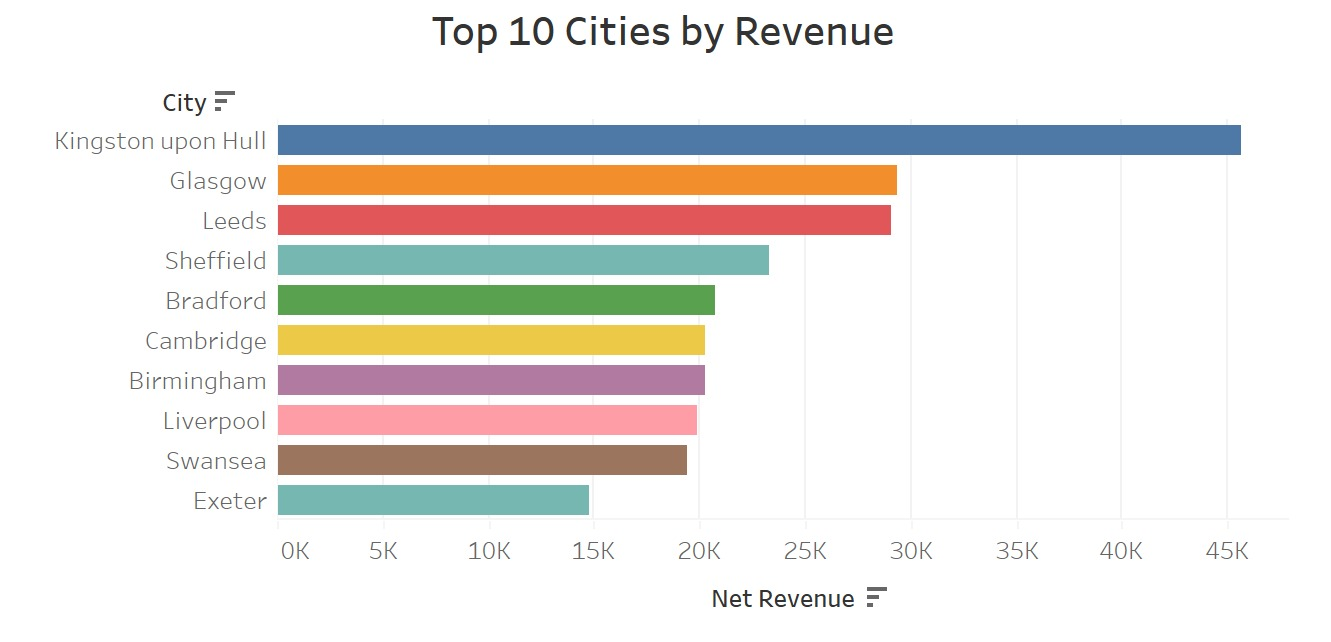 Top 10 Cities by Revenue
City
Kingston upon Hull
Glasgow
Leeds
Sheffield
Bradford
Cambridge
Birmingham
Liverpool
Swansea
Exeter
0K 5K 10K 15K 20K 25K 30K 35K 40K 45K
Net Revenue